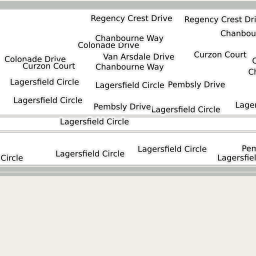 Regency Crest Drive
Regency Crest Dri
Chanbourne Way
Chanbou
Colonade Drive
Colonade Drive
Van Arsdale Drive
Curzon Court
Curzon Court
Chanbourne Way
C
Ch
Lagersfield Circle
Lagersfield Circle
Pembsly Drive
Lagersfield Circle
Pembsly Drive
Lagersfield Circle
Lager
Lagersfield Circle
Circle
Lagersfield Circle
Lagersfield Circle
Pem
Lagersfiel